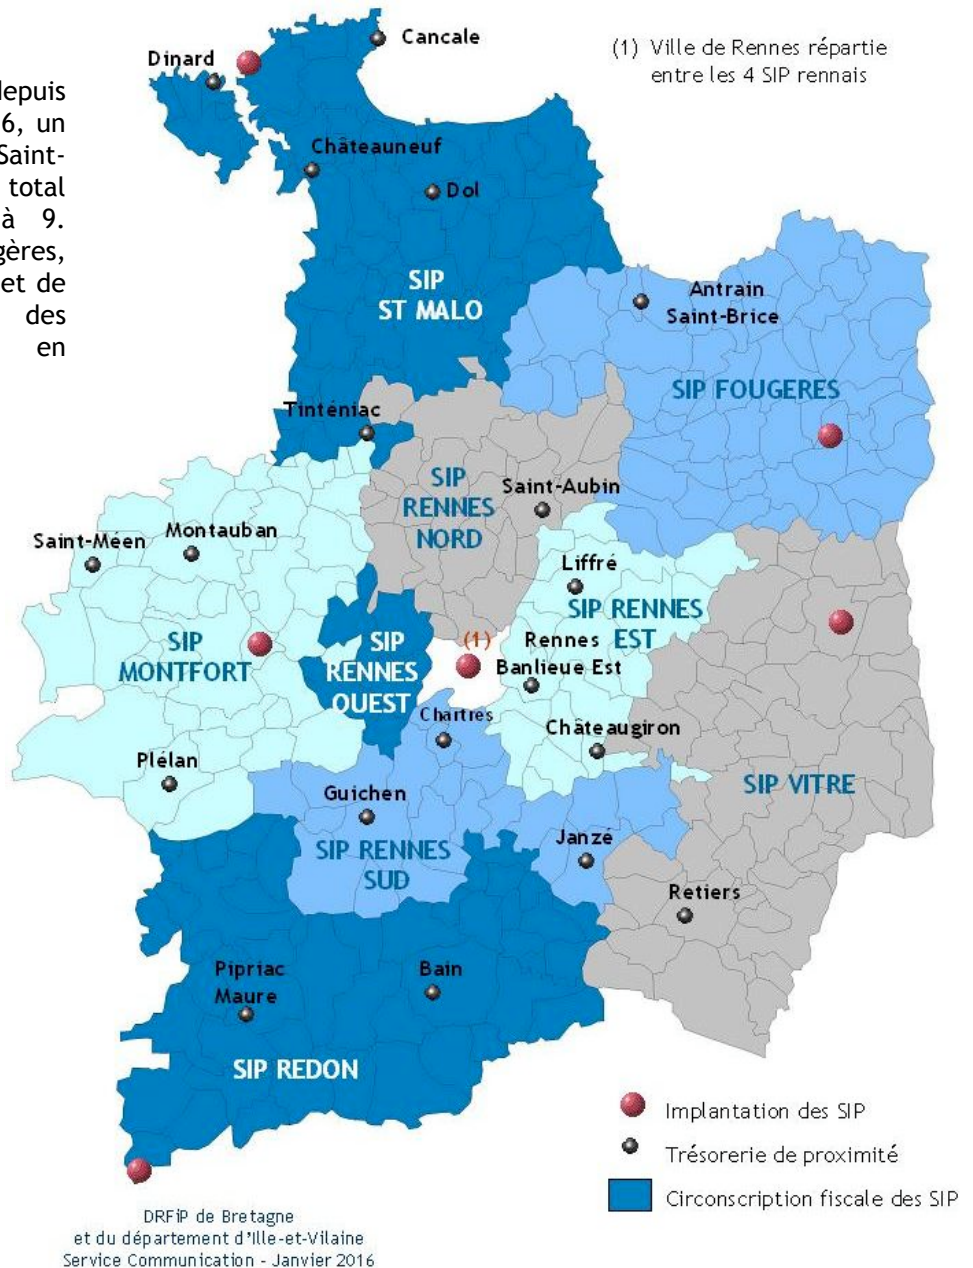 Cancale
(1) Ville de Rennes répartie
entre les 4 SIP rennais
Dinard
depuis
6, un
Saint-
total
à 9.
gères,
et de
des
en
Châteauneuf
Dol
SIP
ST MALO
Antrain
Saint-Brice
SIP FOUGERES
Tinténiac
SIP
RENNES
NORD
Saint-Aubin
Saint-Méen
Montauban
Liffré
SIP RENNES
EST
SIP
MONTFORT
SIP
RENNES
OUEST
(1)
Rennes
Banlieue Est
Chartres
Châteaugiron
Plélan
Guichen
SIP VITRE
SIP RENNES
SUD
Janzé
Retiers
Pipriac
Maure
Bain
SIP REDON
Implantation des SIP
Trésorerie de proximité
Circonscription fiscale des SIP
DRFiP de Bretagne
et du département d'Ille-et-Vilaine
Service Communication - Janvier 2016